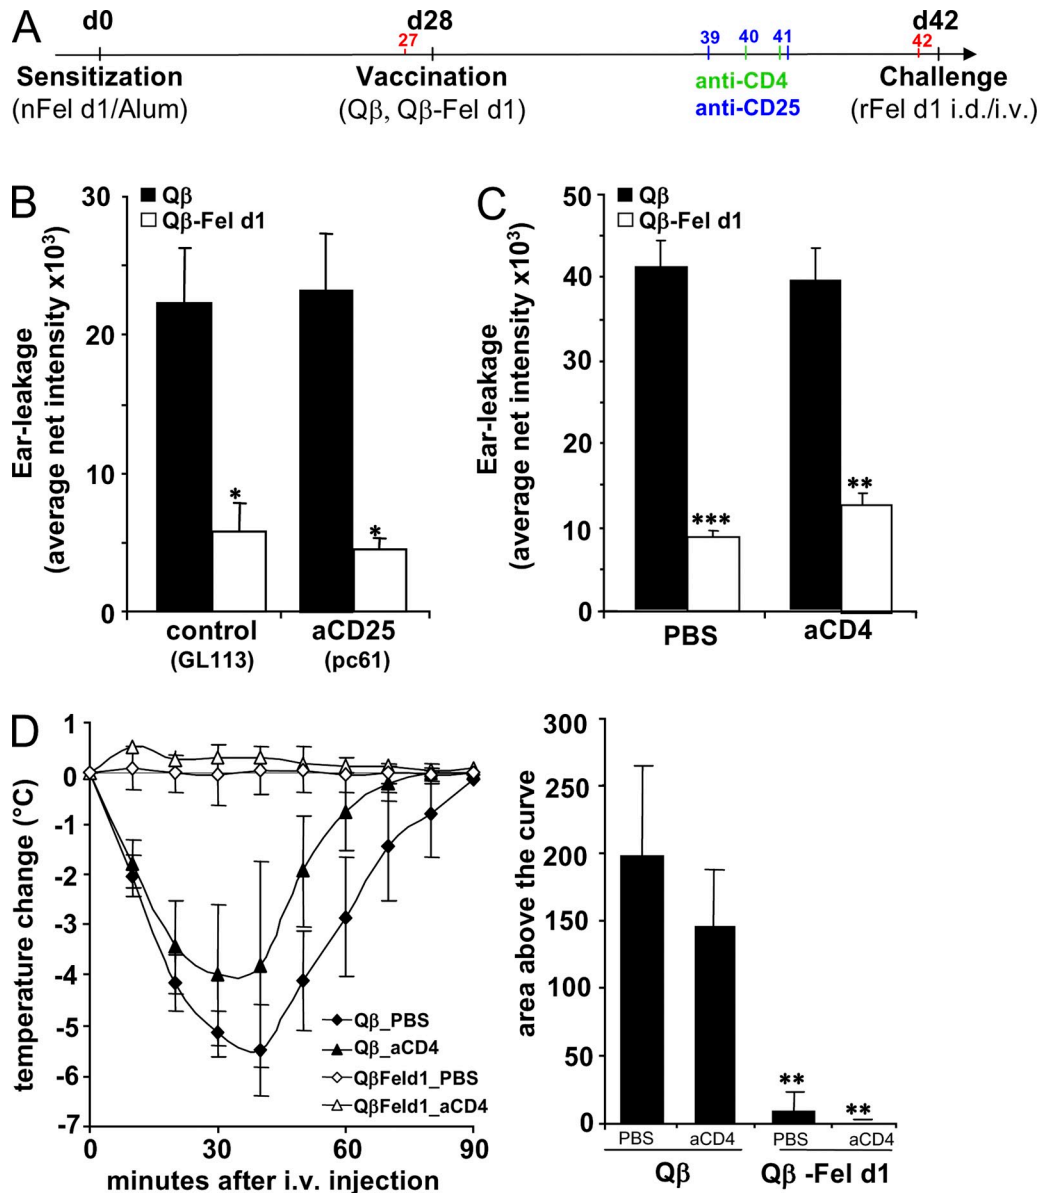 A
d0
d28
d42
27
39
40
41
42
Sensitization
Vaccination
anti-CD4
Challenge
(nFel d1/Alum)
(Qβ, Qβ-Fel d1)
anti-CD25
(rFel d1 i.d./i.v.)
B
Qβ
Qβ-Fel d1
Ear-leakage
(average net intensity x10³)
30
20
10
0
*
*
control
(GL113)
aCD25
(pc61)
C
Qβ
Qβ-Fel d1
Ear-leakage
(average net intensity x10³)
50
40
30
20
10
0
***
**
PBS
aCD4
D
temperature change (°C)
1
0
-1
-2
-3
-4
-5
-6
-7
Qβ_PBS
Qβ_aCD4
QβFeld1_PBS
QβFeld1_aCD4
0
30
60
90
minutes after i.v. injection
area above the curve
300
250
200
150
100
50
0
**
**
PBS
aCD4
PBS
aCD4
Qβ
Qβ -Fel d1